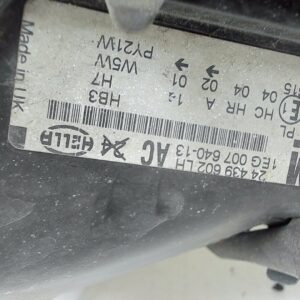 24 439 602 LH
1EG 007 640-13
AC
24 HELLA
PL
HC HR A 1-2
E 04 04 02 01
HB3
H7
W5W
PY21W
Made in UK